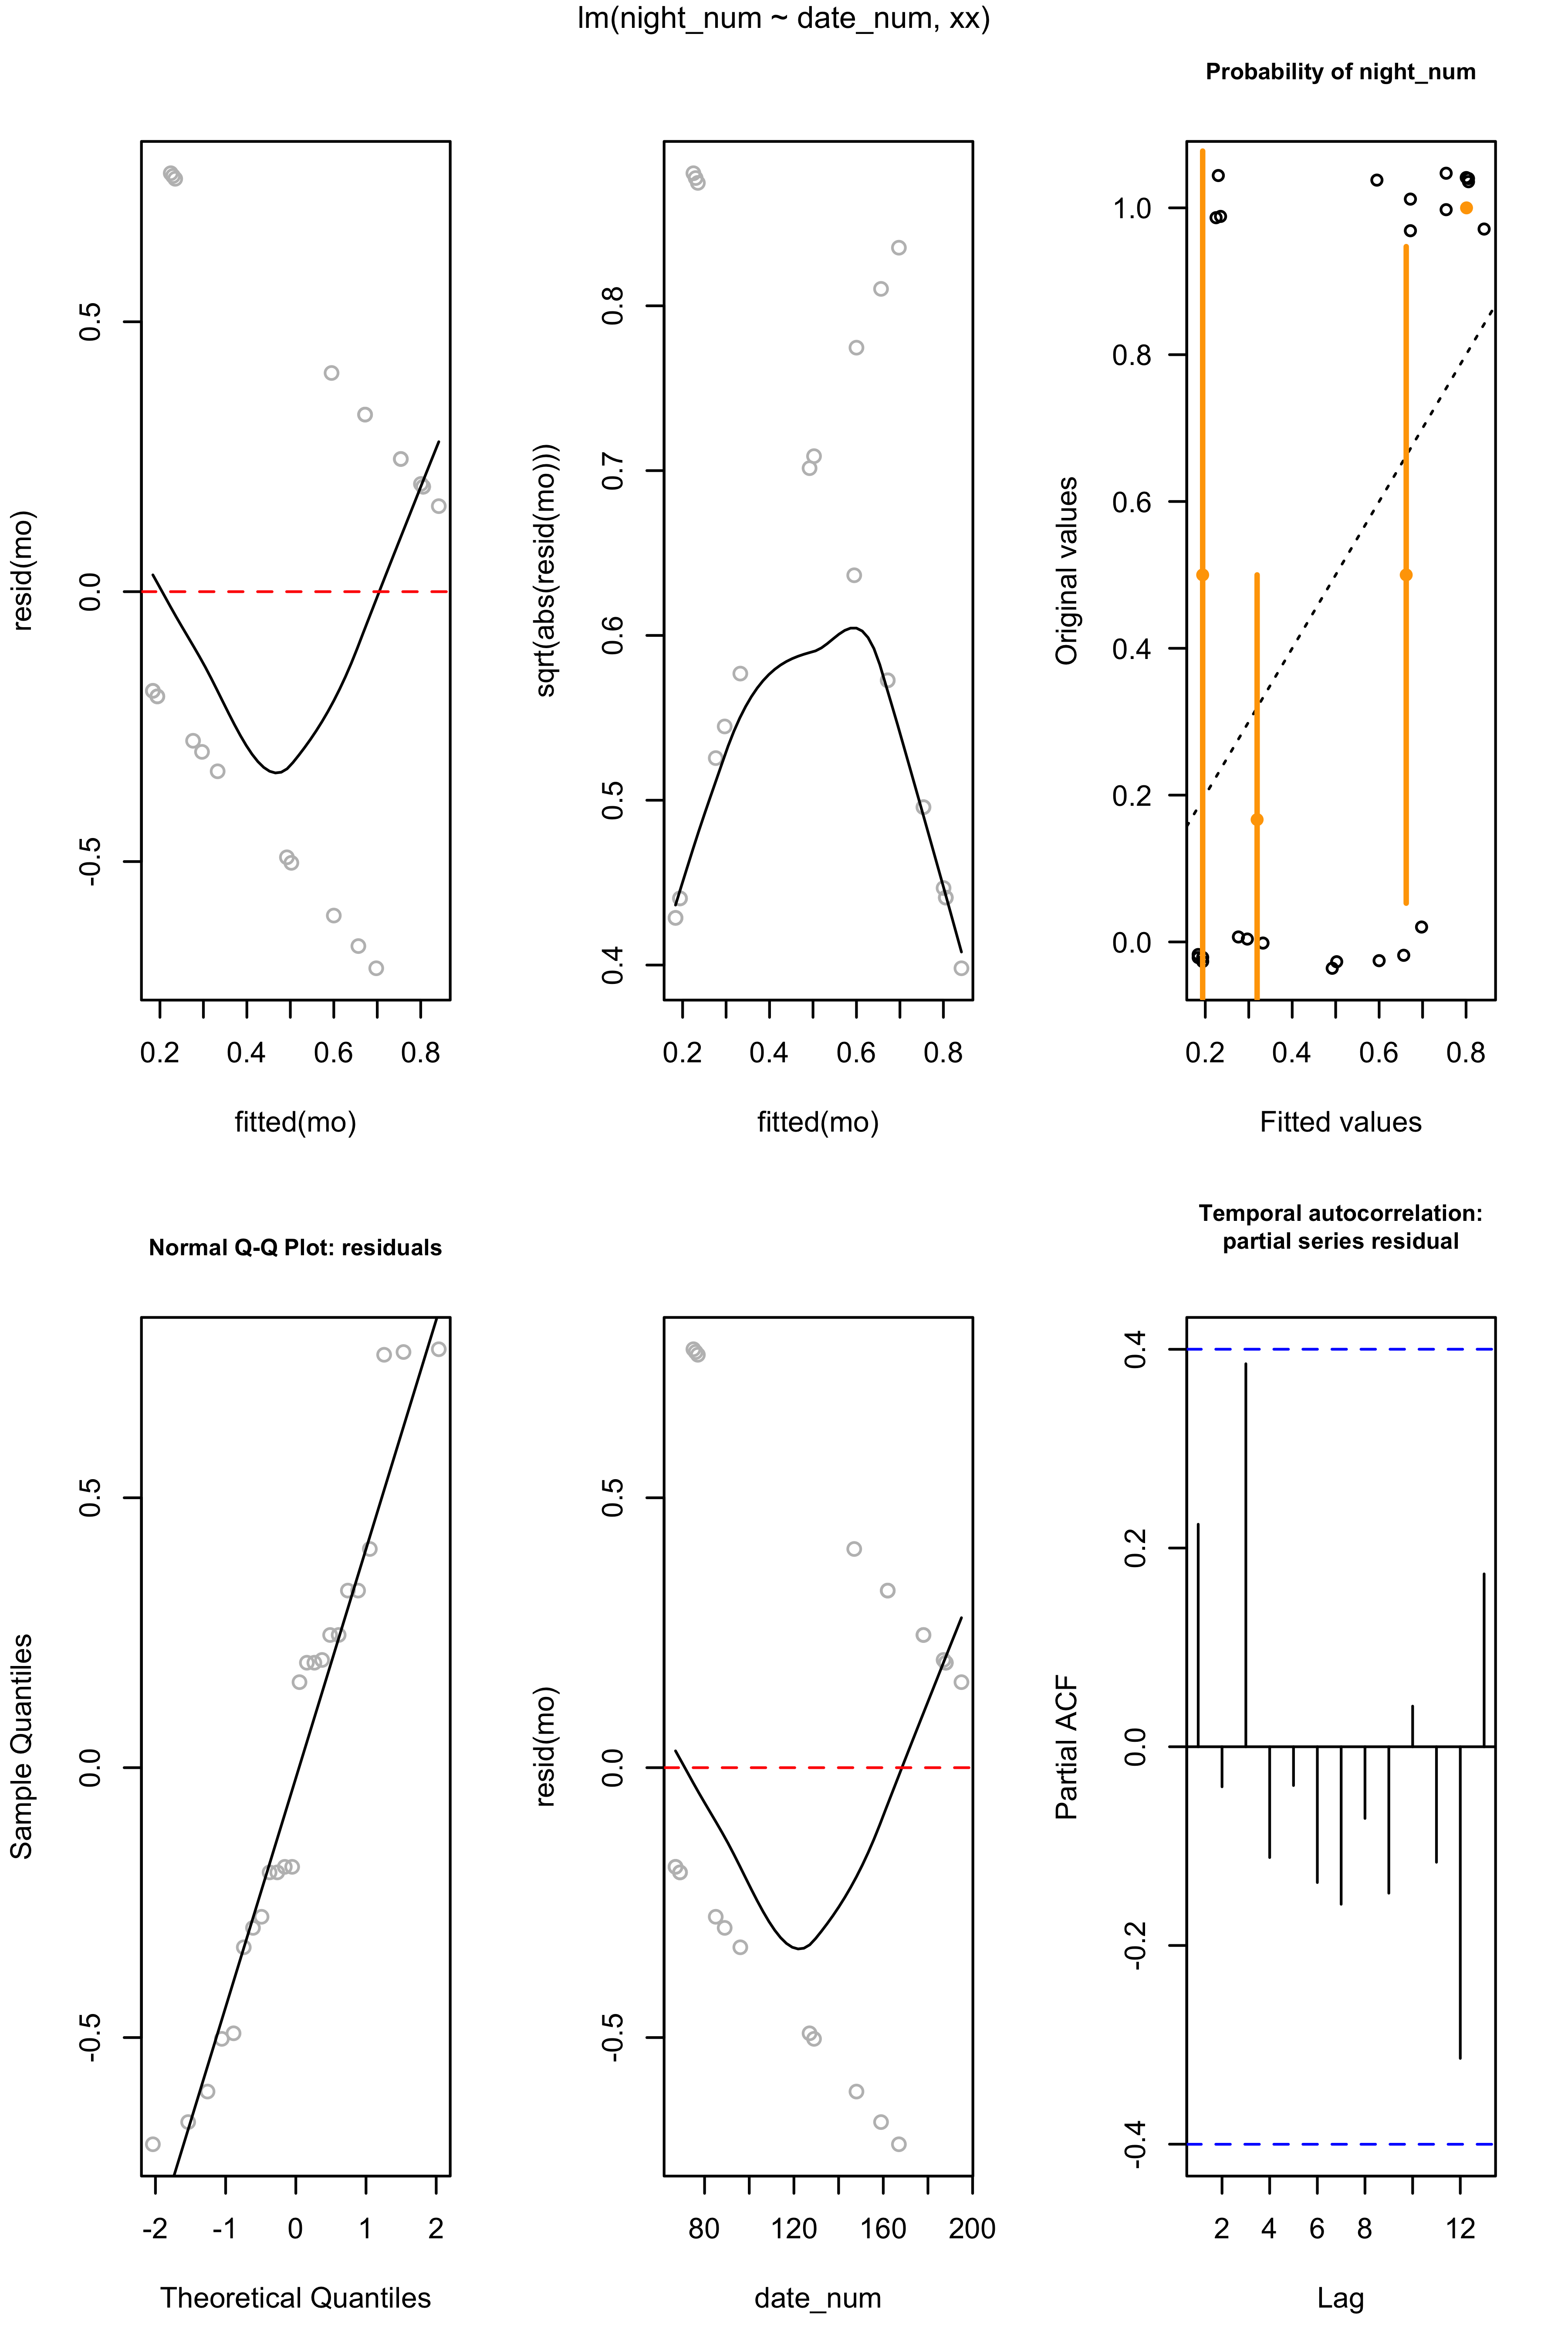 lm(night_num ~ date_num, xx)
resid(mo)
-0.5 0.0 0.5
0.2 0.4 0.6 0.8
fitted(mo)
sqrt(abs(resid(mo)))
0.4 0.5 0.6 0.7 0.8
0.2 0.4 0.6 0.8
fitted(mo)
Probability of night_num
Original values
0.0 0.2 0.4 0.6 0.8 1.0
0.2 0.4 0.6 0.8
Fitted values
Normal Q-Q Plot: residuals
Sample Quantiles
-0.5 0.0 0.5
-2 -1 0 1 2
Theoretical Quantiles
resid(mo)
-0.5 0.0 0.5
80 120 160 200
date_num
Temporal autocorrelation:
partial series residual
Partial ACF
-0.4 -0.2 0.0 0.2 0.4
2 4 6 8 12
Lag